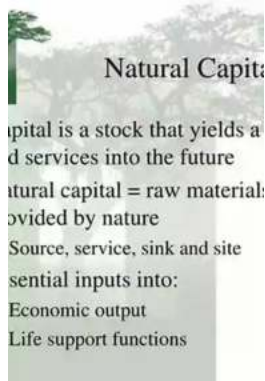 Natural Capita
apital is a stock that yields a
d services into the future
atural capital = raw materials
ovided by nature
Source, service, sink and site
sential inputs into:
Economic output
Life support functions